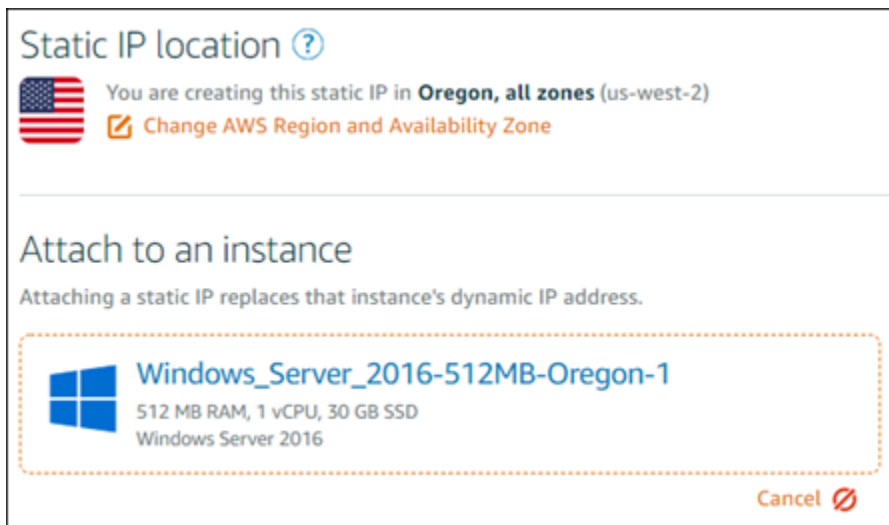 Static IP location ?
You are creating this static IP in Oregon, all zones (us-west-2)
Change AWS Region and Availability Zone
Attach to an instance
Attaching a static IP replaces that instance's dynamic IP address.
Windows_Server_2016-512MB-Oregon-1
512 MB RAM, 1 vCPU, 30 GB SSD
Windows Server 2016
Cancel